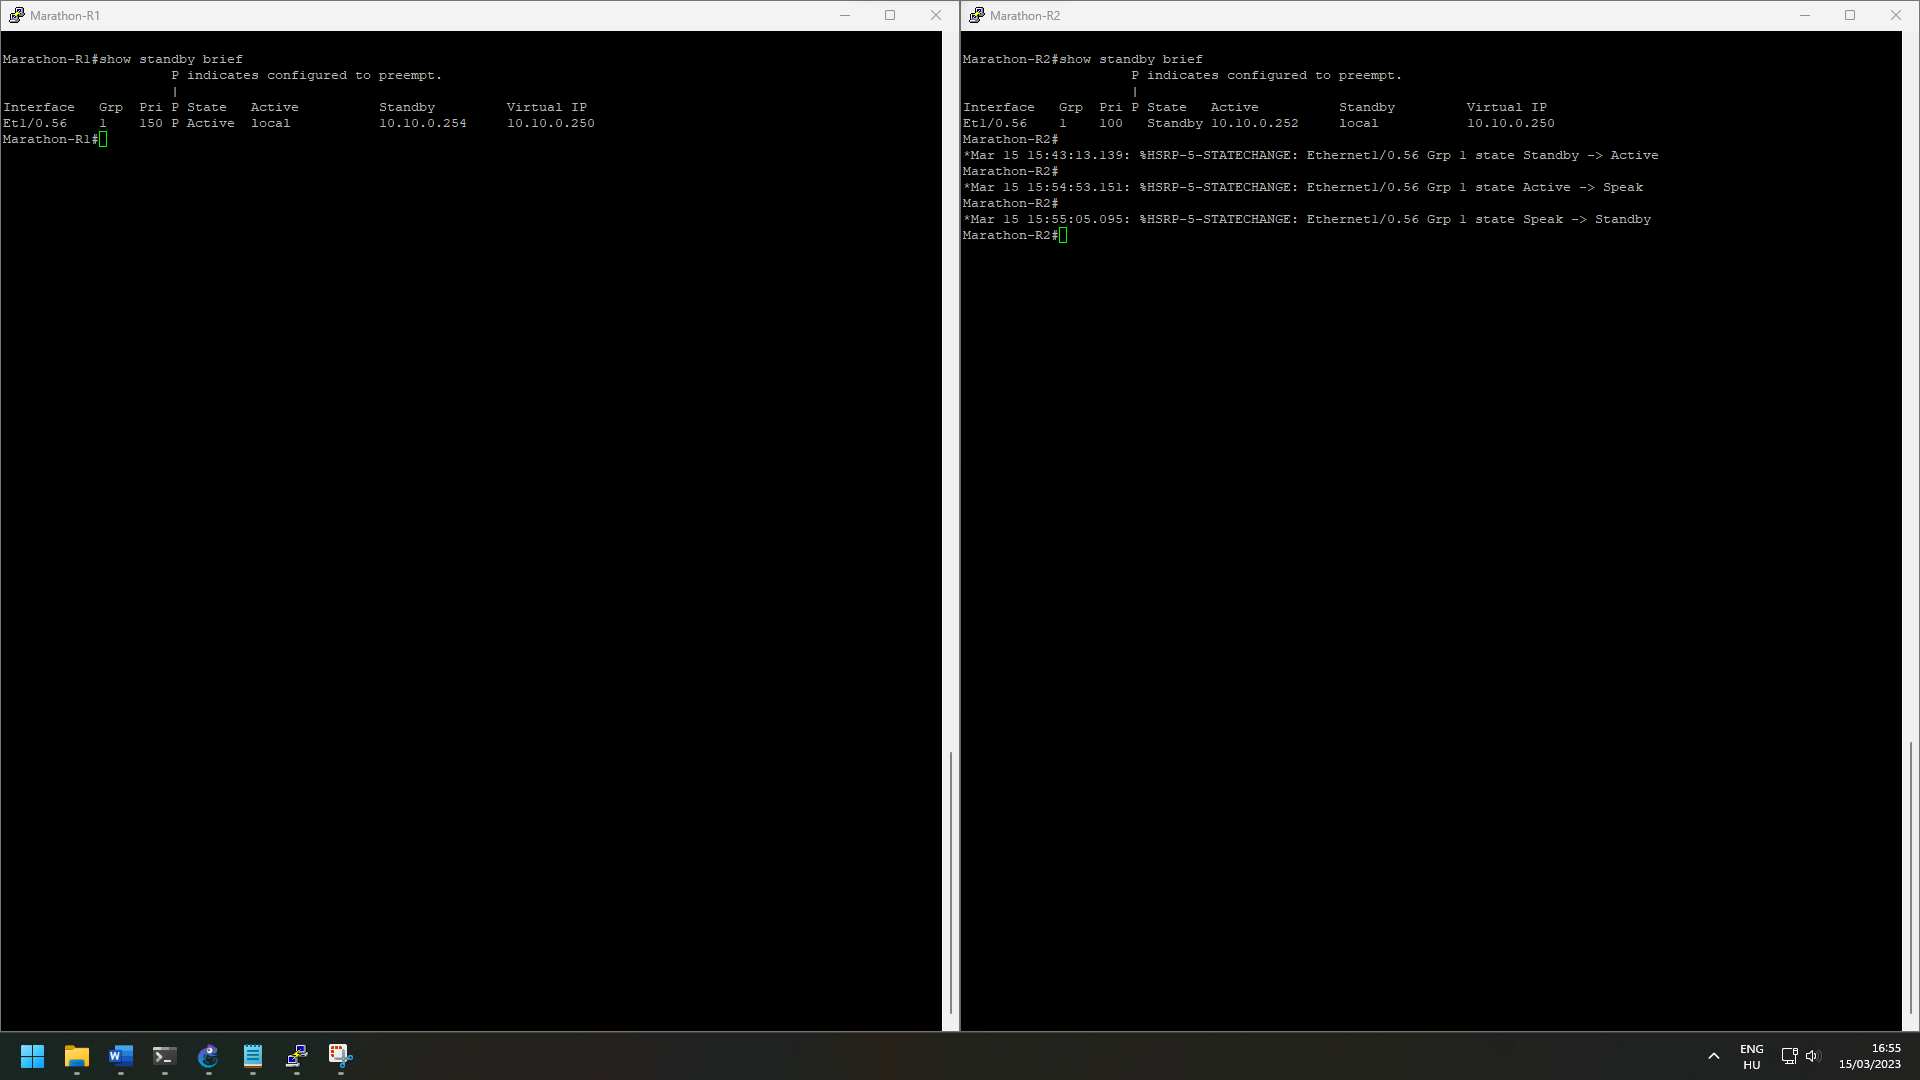 Marathon-R1
Marathon-R1#show standby brief
P indicates configured to preempt.
|
Interface Grp Pri P State Active Standby Virtual IP
Et1/0.56 1 150 P Active local 10.10.0.254 10.10.0.250
Marathon-R1#
Marathon-R2
Marathon-R2#show standby brief
P indicates configured to preempt.
|
Interface Grp Pri P State Active Standby Virtual IP
Et1/0.56 1 100 Standby 10.10.0.252 local 10.10.0.250
Marathon-R2#
*Mar 15 15:43:13.139: %HSRP-5-STATECHANGE: Ethernet1/0.56 Grp 1 state Standby -> Active
Marathon-R2#
*Mar 15 15:54:53.151: %HSRP-5-STATECHANGE: Ethernet1/0.56 Grp 1 state Active -> Speak
Marathon-R2#
*Mar 15 15:55:05.095: %HSRP-5-STATECHANGE: Ethernet1/0.56 Grp 1 state Speak -> Standby
Marathon-R2#
ENG
HU
16:55
15/03/2023